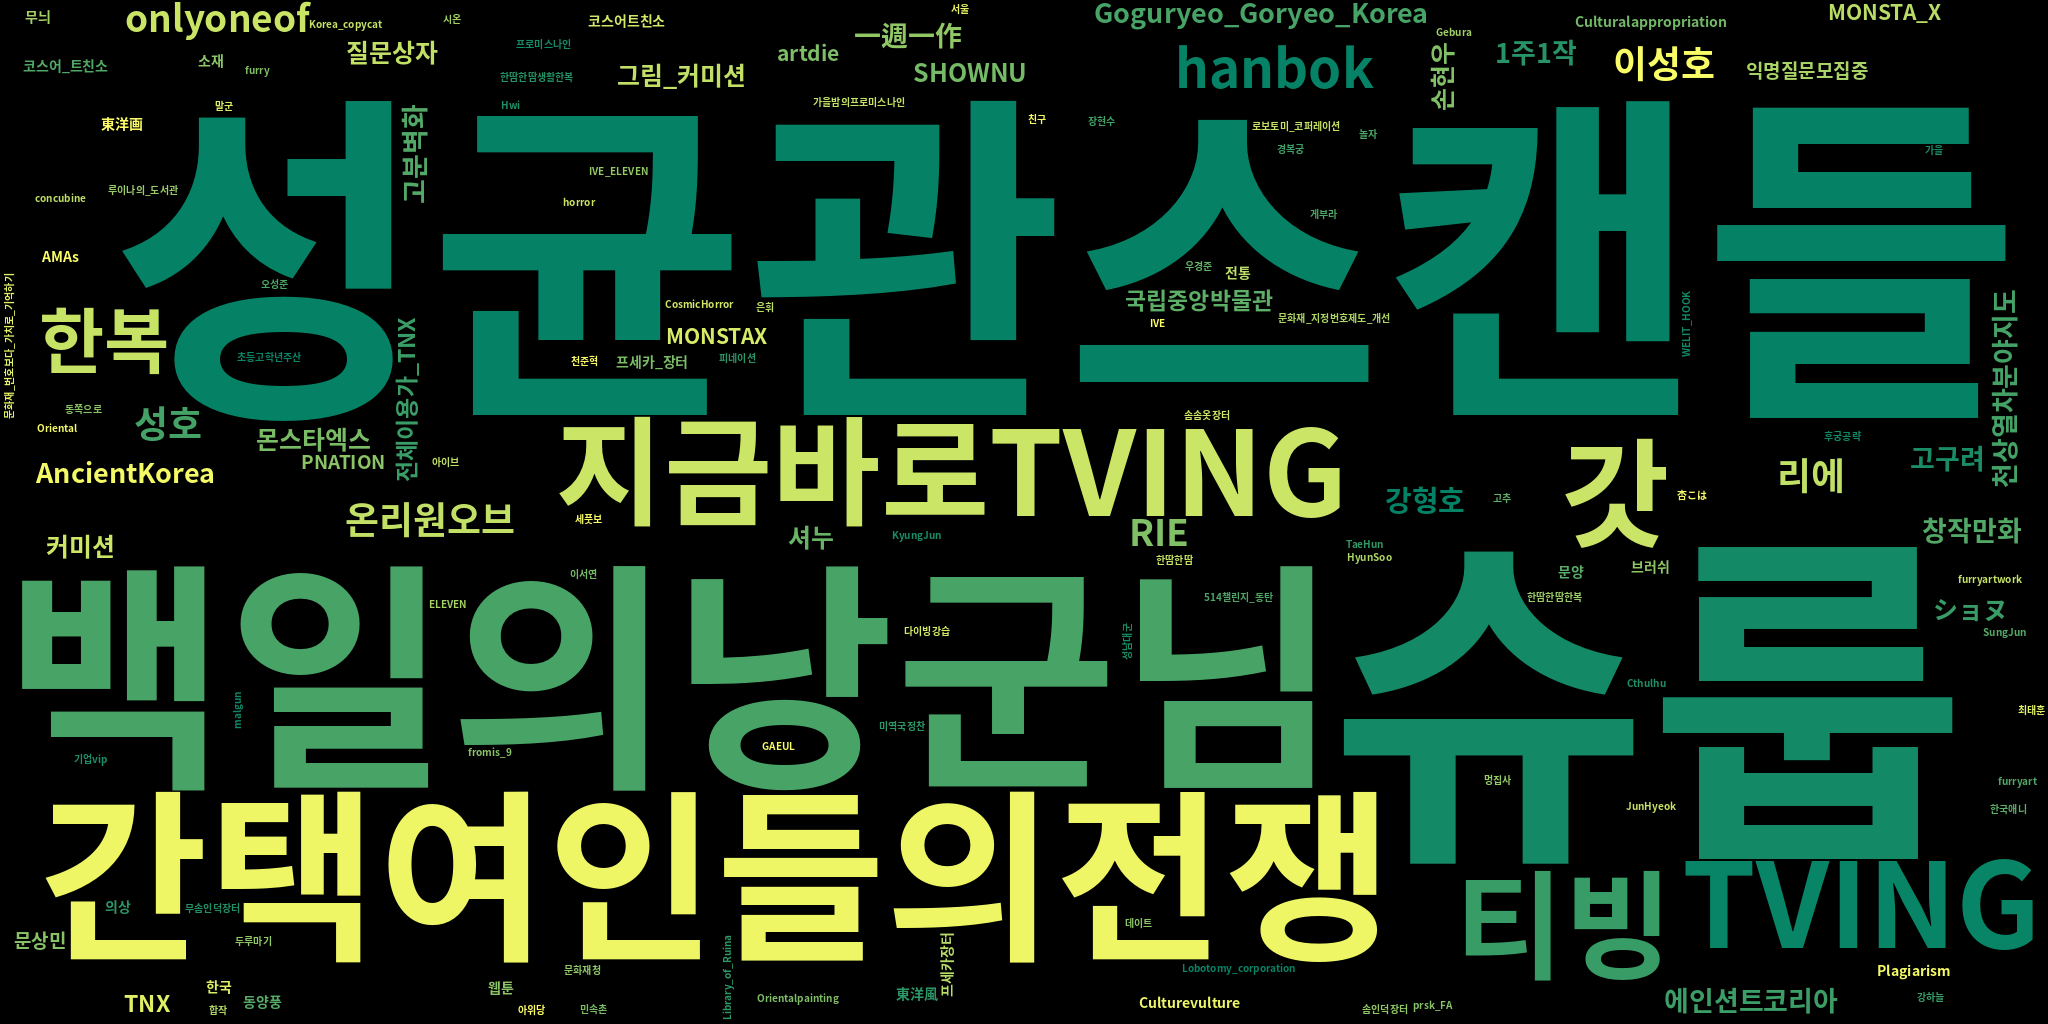 무늬
onlyoneof
Korea_copycat
시온
코스어트친소
서울
Goguryeo_Goryeo_Korea
Culturalappropriation
MONSTA_X
코스어_트친소
소재
furry
질문상자
프로미스나인
한땀한땀생활한복
그림_커미션
artdie
一週一作
SHOWNU
hanbok
Gebura
손현우
1주1작
이성호
익명질문모집중
말군
東洋画
고분벽화
Hwi
가을밤의프로미스나인
친구
장현수
로보토미_코퍼레이션
경복궁
놀자
가을
성균관스캔들
concubine
루이나의_도서관
IVE_ELEVEN
horror
게부라
AMAs
문화재_번호보다_가치로_기억하기
오성준
한복
초등고학년주산
전체이용가_TNX
CosmicHorror
은휘
MONSTAX
천준혁
프세카_장터
피네이션
우경준
전통
국립중앙박물관
IVE
문화재_지정번호제도_개선
WELIT_HOOK
천상열차분야지도
동쪽으로
Oriental
성호
몬스타엑스
PNATION
아이브
AncientKorea
솜솜옷장터
지금바로TVING
후궁공략
고구려
갓
리에
강형호
고추
杏こは
온리원오브
세풋보
셔누
KyungJun
RIE
창작만화
커미션
이서연
한땀한땀
TaeHun
HyunSoo
문양
브러쉬
furryartwork
ELEVEN
다이빙강습
514챌린지_동탄
성남대군
한땀한땀한복
ショヌ
SungJun
백일의낭군님
슈룹
malgun
기업vip
fromis_9
GAEUL
미역국정찬
Cthulhu
최태훈
멍집사
JunHyeok
furryart
한국애니
간택여인들의전쟁
티빙
TVING
의상
무솜인덕장터
문상민
두루마기
데이트
문화재청
Library_of_Ruina
프세카장터
Lobotomy_corporation
Plagiarism
TNX
한국
합작
동양풍
웹툰
아위당
민속촌
Orientalpainting
東洋風
Culturevulture
솜인덕장터
prsk_FA
에인션트코리아
강하늘